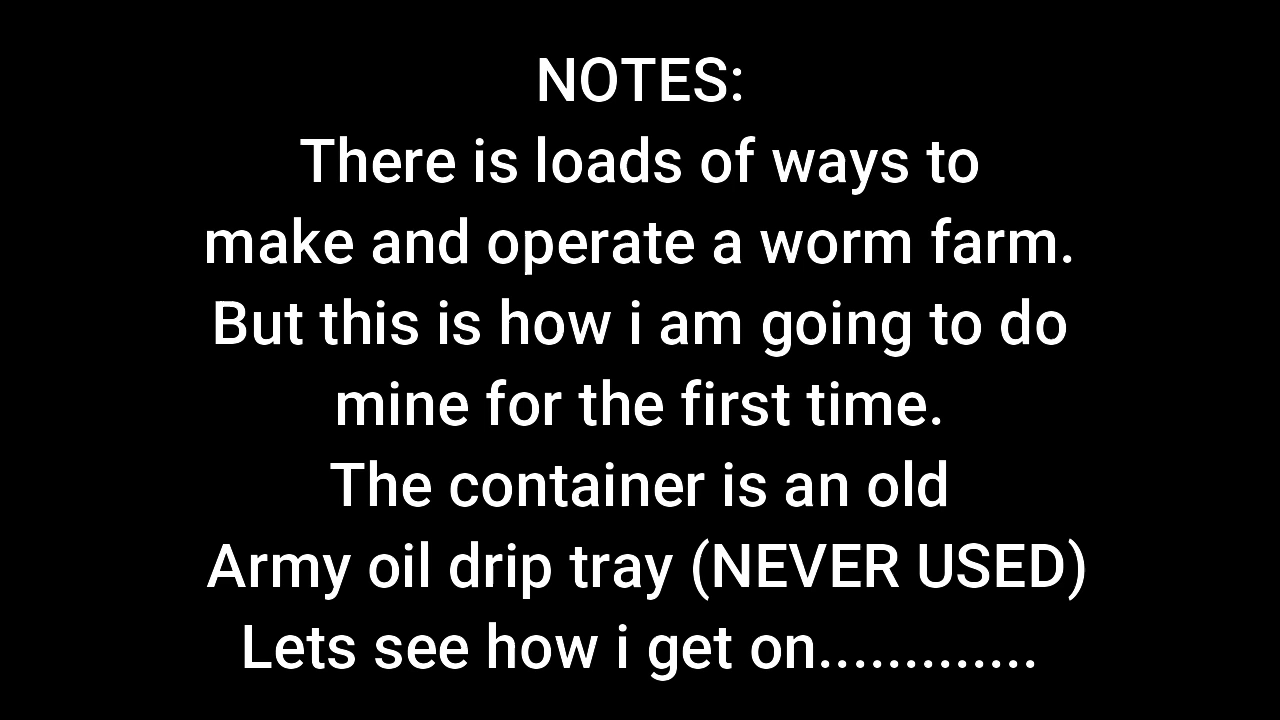 NOTES:
There is loads of ways to
make and operate a worm farm.
But this is how i am going to do
mine for the first time.
The container is an old
Army oil drip tray (NEVER USED)
Lets see how i get on.............